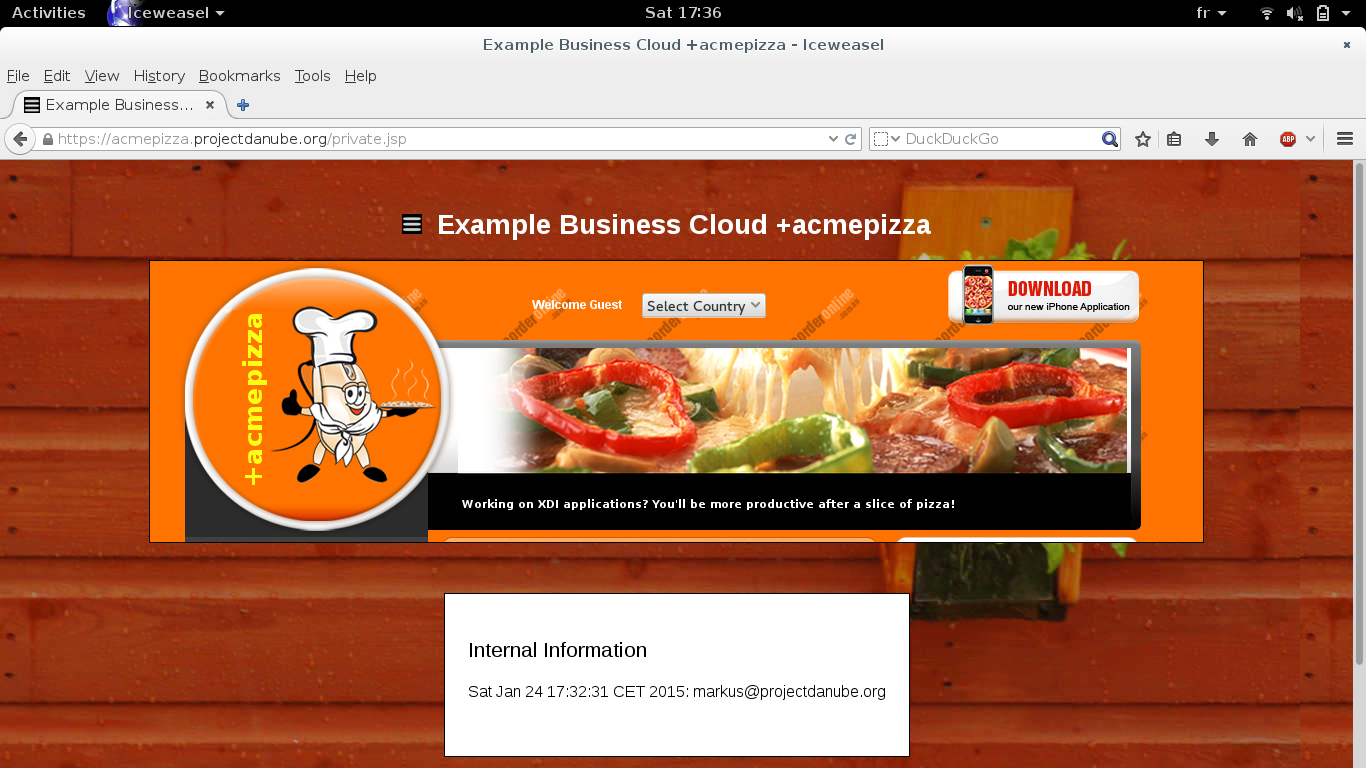 Activities Iceweasel Sat 17:36 fr
Example Business Cloud +acmepizza - Iceweasel
File Edit View History Bookmarks Tools Help
Example Business...
https://acmepizza.projectdanube.org/private.jsp DuckDuckGo ABP
Example Business Cloud +acmepizza
Welcome Guest Select Country
DOWNLOAD
our new iPhone Application
+acmepizza
Working on XDI applications? You'll be more productive after a slice of pizza!
Internal Information
Sat Jan 24 17:32:31 CET 2015: markus@projectdanube.org